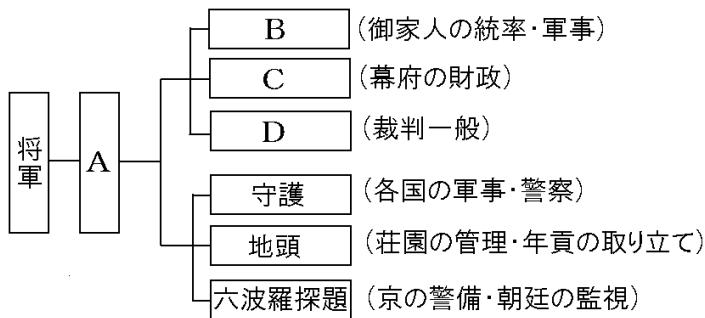 将軍
A
B (御家人の統率・軍事)
C (幕府の財政)
D (裁判一般)
守護 (各国の軍事・警察)
地頭 (荘園の管理・年貢の取り立て)
六波羅探題 (京の警備・朝廷の監視)